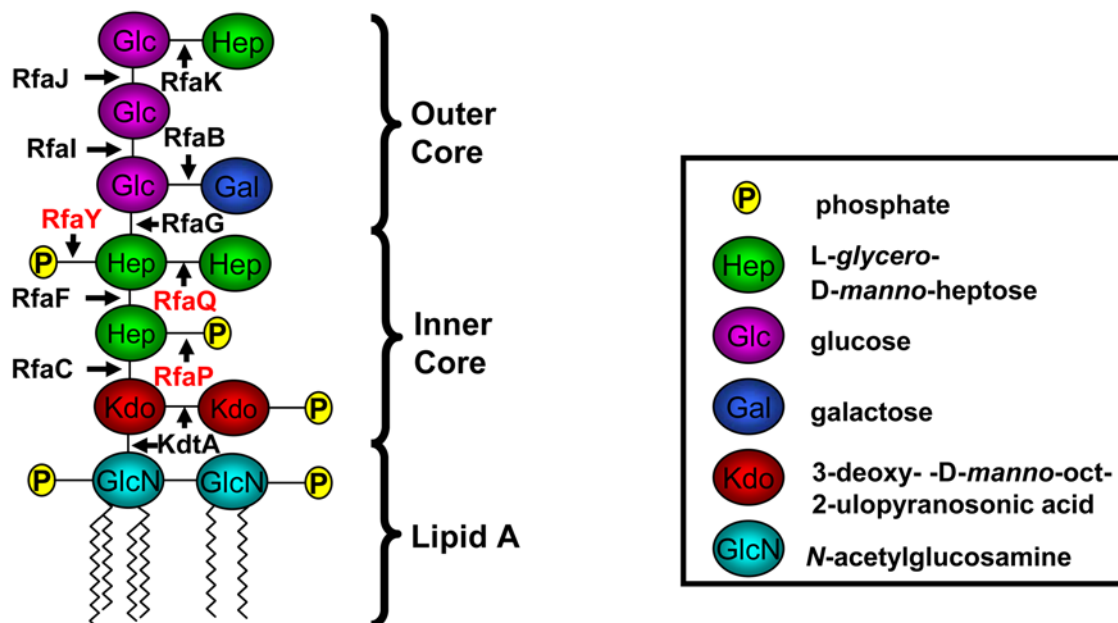 Glc Hep
RfaJ RfaK
Glc
RfaI RfaB
Glc Gal
RfaY RfaG
P Hep Hep
RfaF RfaQ
Hep P
RfaC RfaP
Kdo Kdo P
KdtA
P GlcN GlcN P
Outer
Core
Inner
Core
Lipid A
P phosphate
Hep L-glycero-
D-manno-heptose
Glc glucose
Gal galactose
Kdo 3-deoxy- -D-manno-oct-
2-ulopyranosonic acid
GlcN N-acetylglucosamine